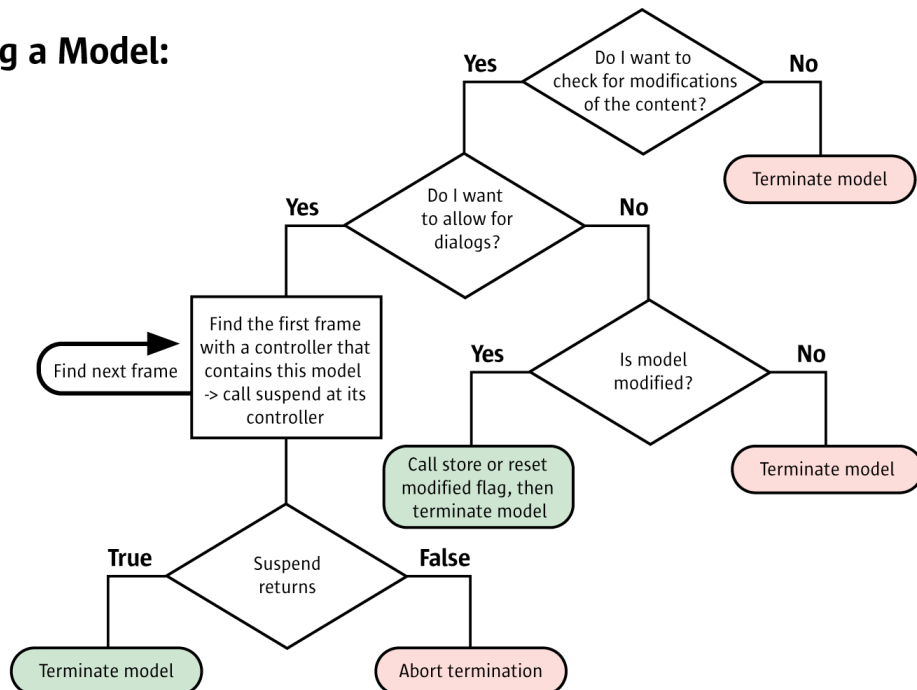 g a Model:
Do I want to
check for modifications
of the content?
Yes
No
Terminate model
Do I want
to allow for
dialogs?
Yes
No
Find the first frame
with a controller that
contains this model
-> call suspend at its
controller
Find next frame
Is model
modified?
Yes
No
Call store or reset
modified flag, then
terminate model
Terminate model
Suspend
returns
True
False
Terminate model
Abort termination